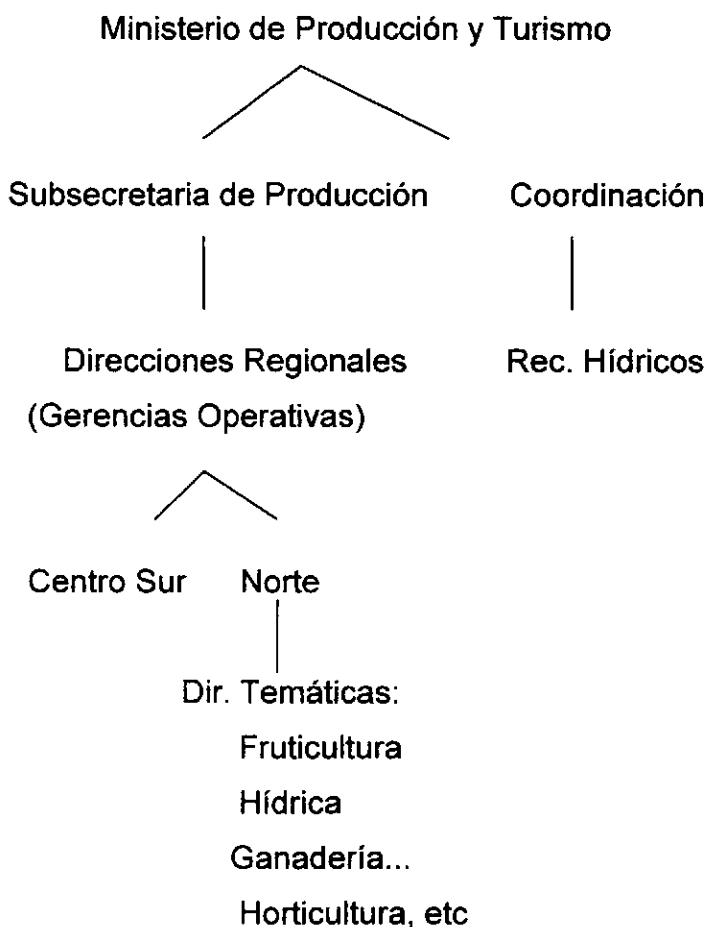 Ministerio de Producción y Turismo
Subsecretaria de Producción Coordinación
Direcciones Regionales Rec. Hídricos
(Gerencias Operativas)
Centro Sur Norte
Dir. Temáticas:
Fruticultura
Hídrica
Ganadería...
Horticultura, etc